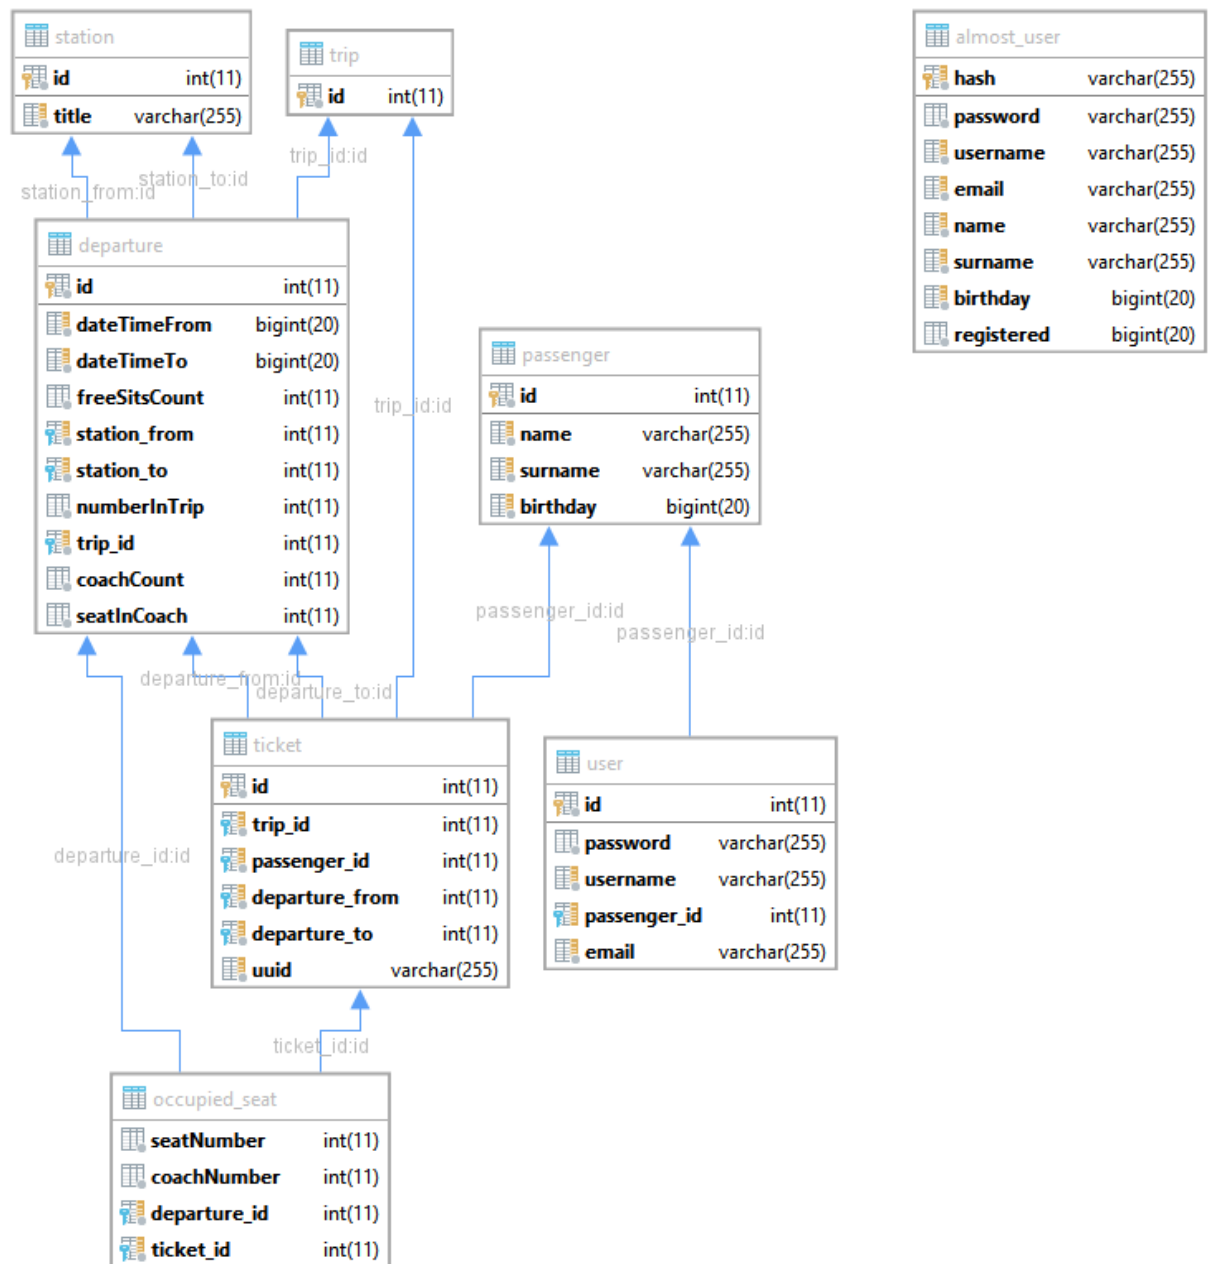 station
id int(11)
title varchar(255)
trip
id int(11)
almost_user
hash varchar(255)
password varchar(255)
username varchar(255)
email varchar(255)
name varchar(255)
surname varchar(255)
birthday bigint(20)
registered bigint(20)
trip_id:id
station_to:id
station_from:id
departure
id int(11)
dateTimeFrom bigint(20)
dateTimeTo bigint(20)
freeSitsCount int(11)
station_from int(11)
station_to int(11)
numberInTrip int(11)
trip_id int(11)
coachCount int(11)
seatInCoach int(11)
trip_id:id
passenger
id int(11)
name varchar(255)
surname varchar(255)
birthday bigint(20)
passenger_id:id
passenger_id:id
departure_from:id
departure_to:id
ticket
id int(11)
trip_id int(11)
passenger_id int(11)
departure_from int(11)
departure_to int(11)
uuid varchar(255)
user
id int(11)
password varchar(255)
username varchar(255)
passenger_id int(11)
email varchar(255)
departure_id:id
ticket_id:id
occupied_seat
seatNumber int(11)
coachNumber int(11)
departure_id int(11)
ticket_id int(11)